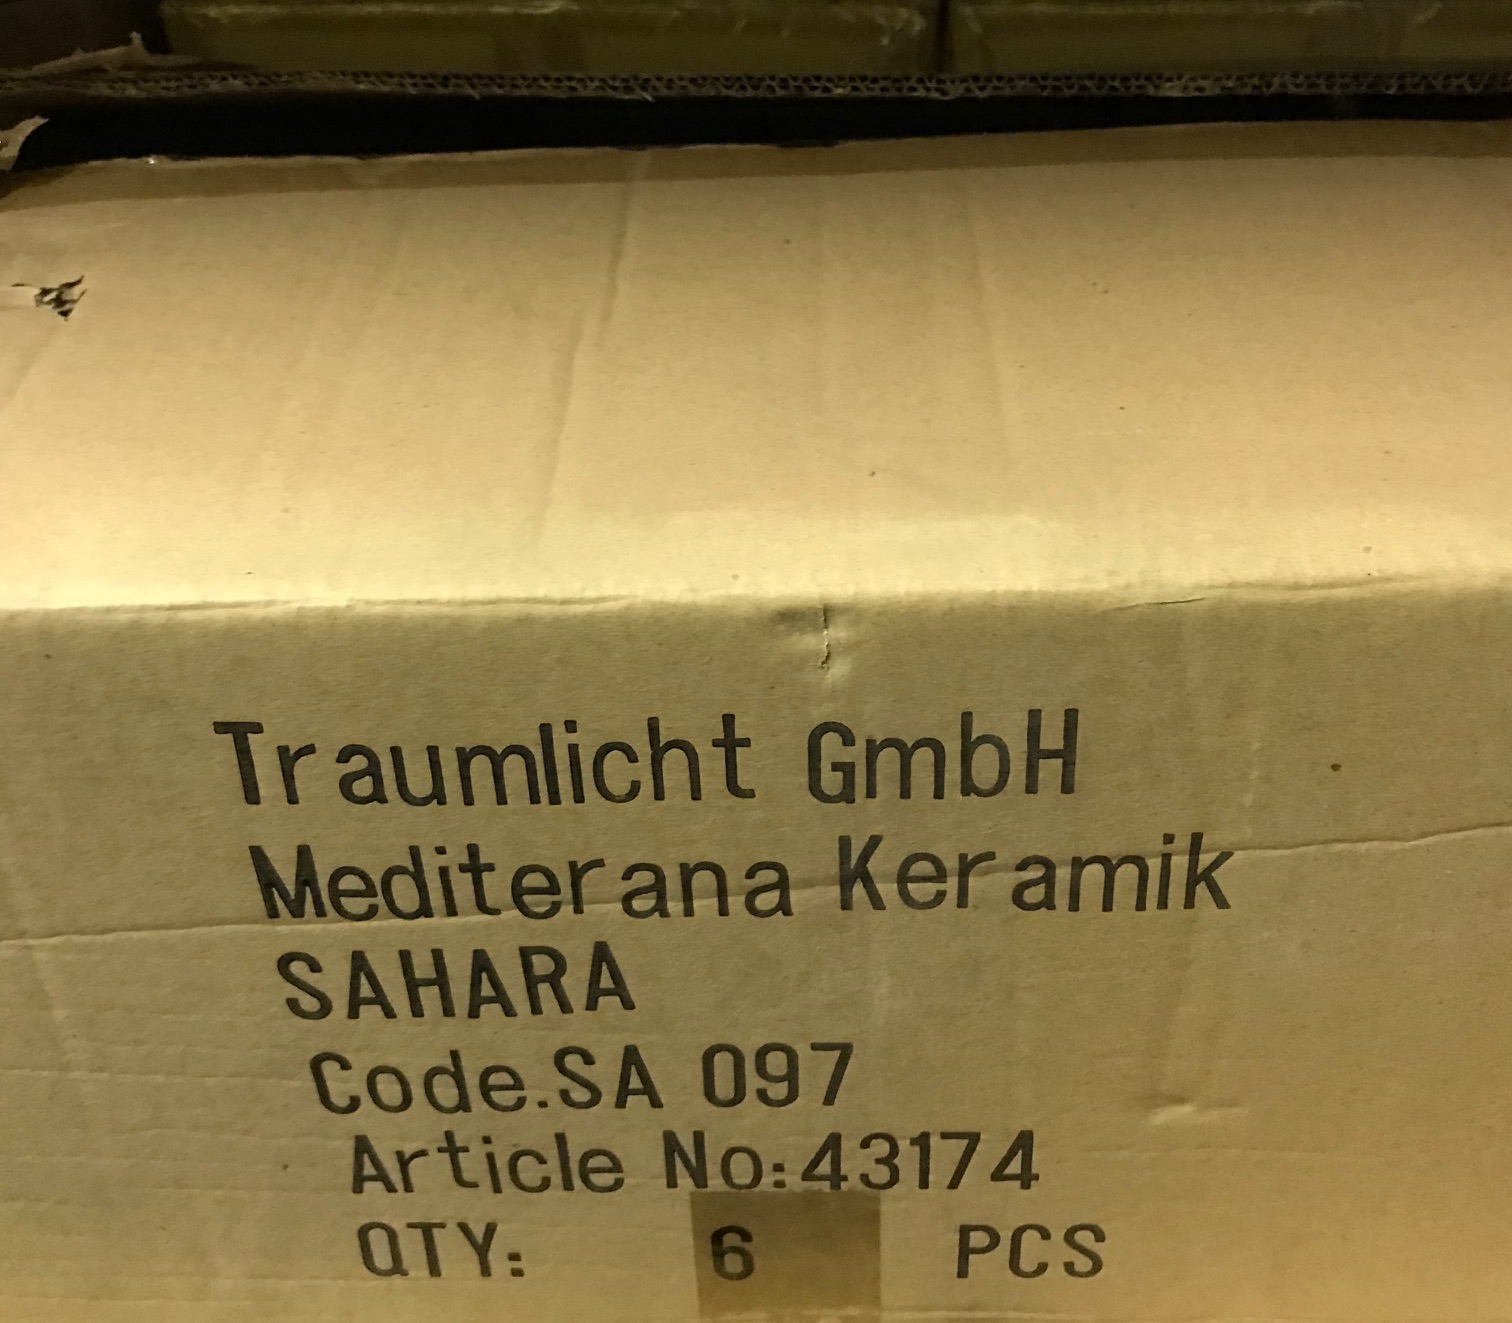 Traumlicht GmbH
Mediterana Keramik
SAHARA
Code.SA 097
Article No:43174
QTY: 6 PCS